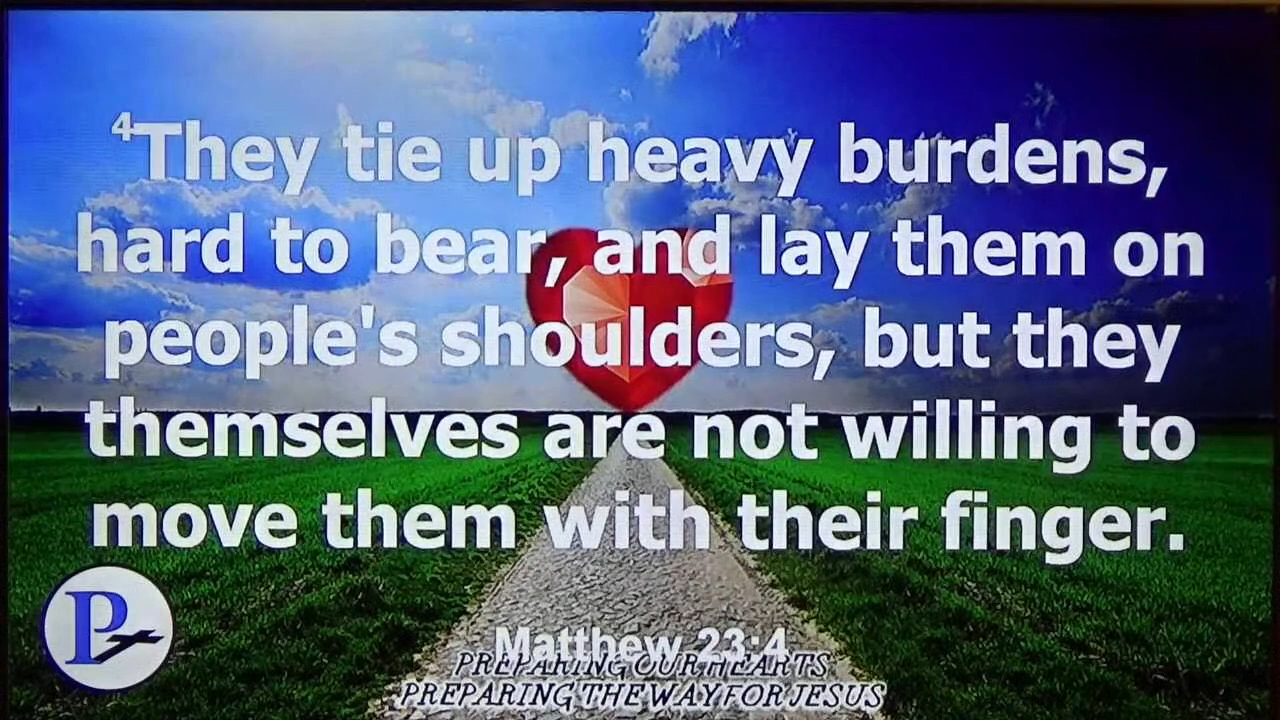 ⁴They tie up heavy burdens,
hard to bear, and lay them on
people's shoulders, but they
themselves are not willing to
move them with their finger.
P
Matthew 23:4
PREPARING OUR HEARTS
PREPARING THE WAY FOR JESUS